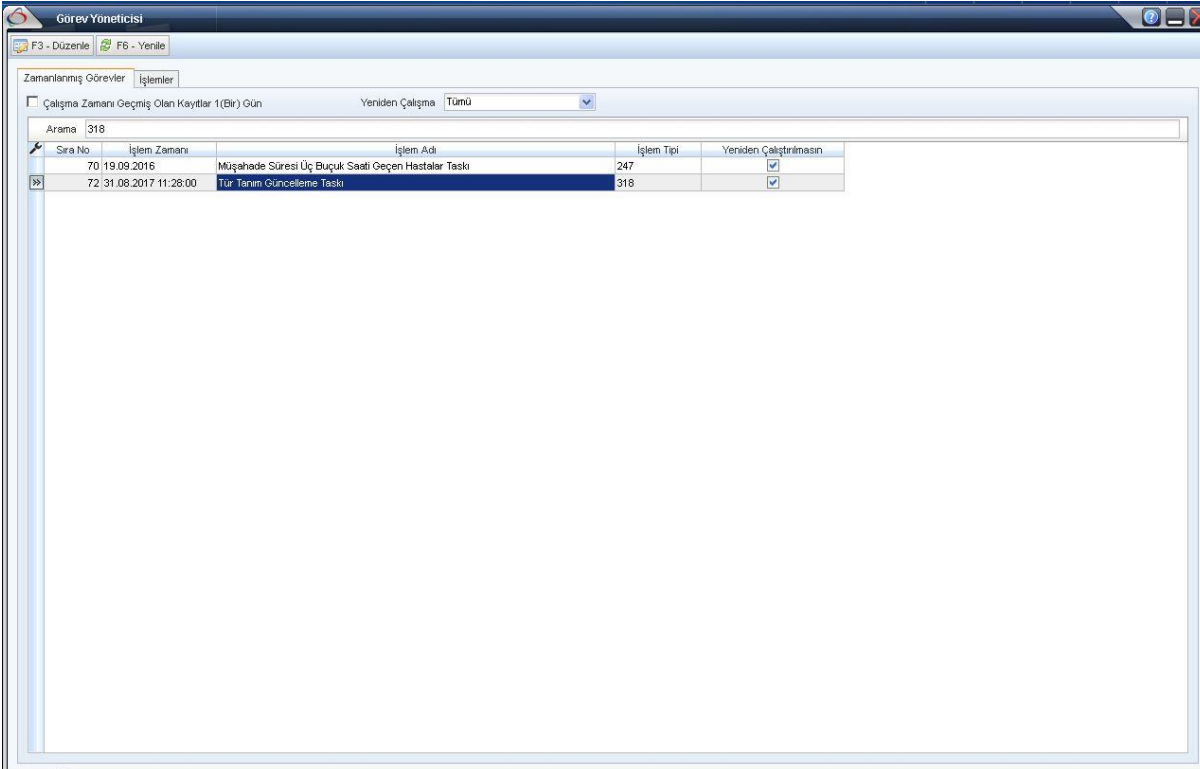 Görev Yöneticisi
F3 - Düzenle F6 - Yenile
Zamanlanmış Görevler İşlemler
Çalışma Zamanı Geçmiş Olan Kayıtlar 1(Bir) Gün Yeniden Çalışma Tümü
Arama 318
Sıra No İşlem Zamanı İşlem Adı İşlem Tipi Yeniden Çalıştırılmasın
70 19.09.2016 Müşahade Süresi Üç Buçuk Saati Geçen Hastalar Taskı 247
72 31.08.2017 11:28:00 Tür Tanım Güncelleme Taskı 318